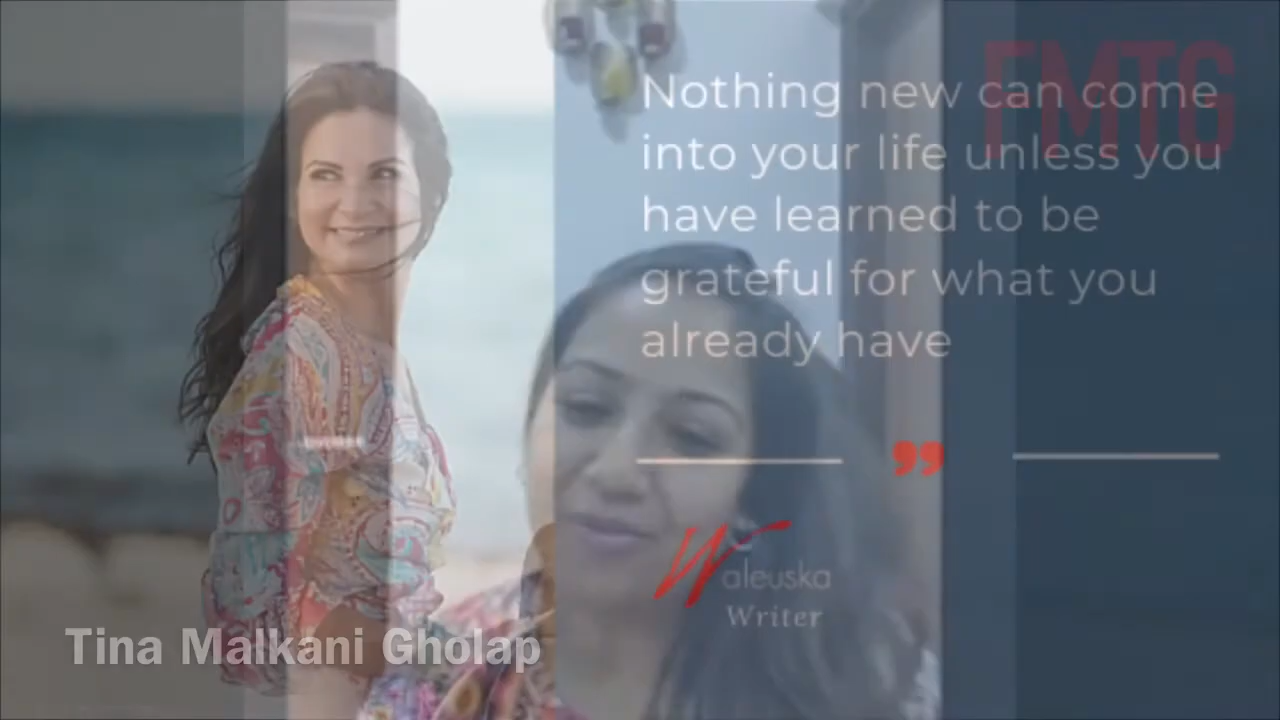 FMTG
Nothing new can come
into your life unless you
have learned to be
grateful for what you
already have
”
Waleuska
Writer
Tina Malkani Gholap